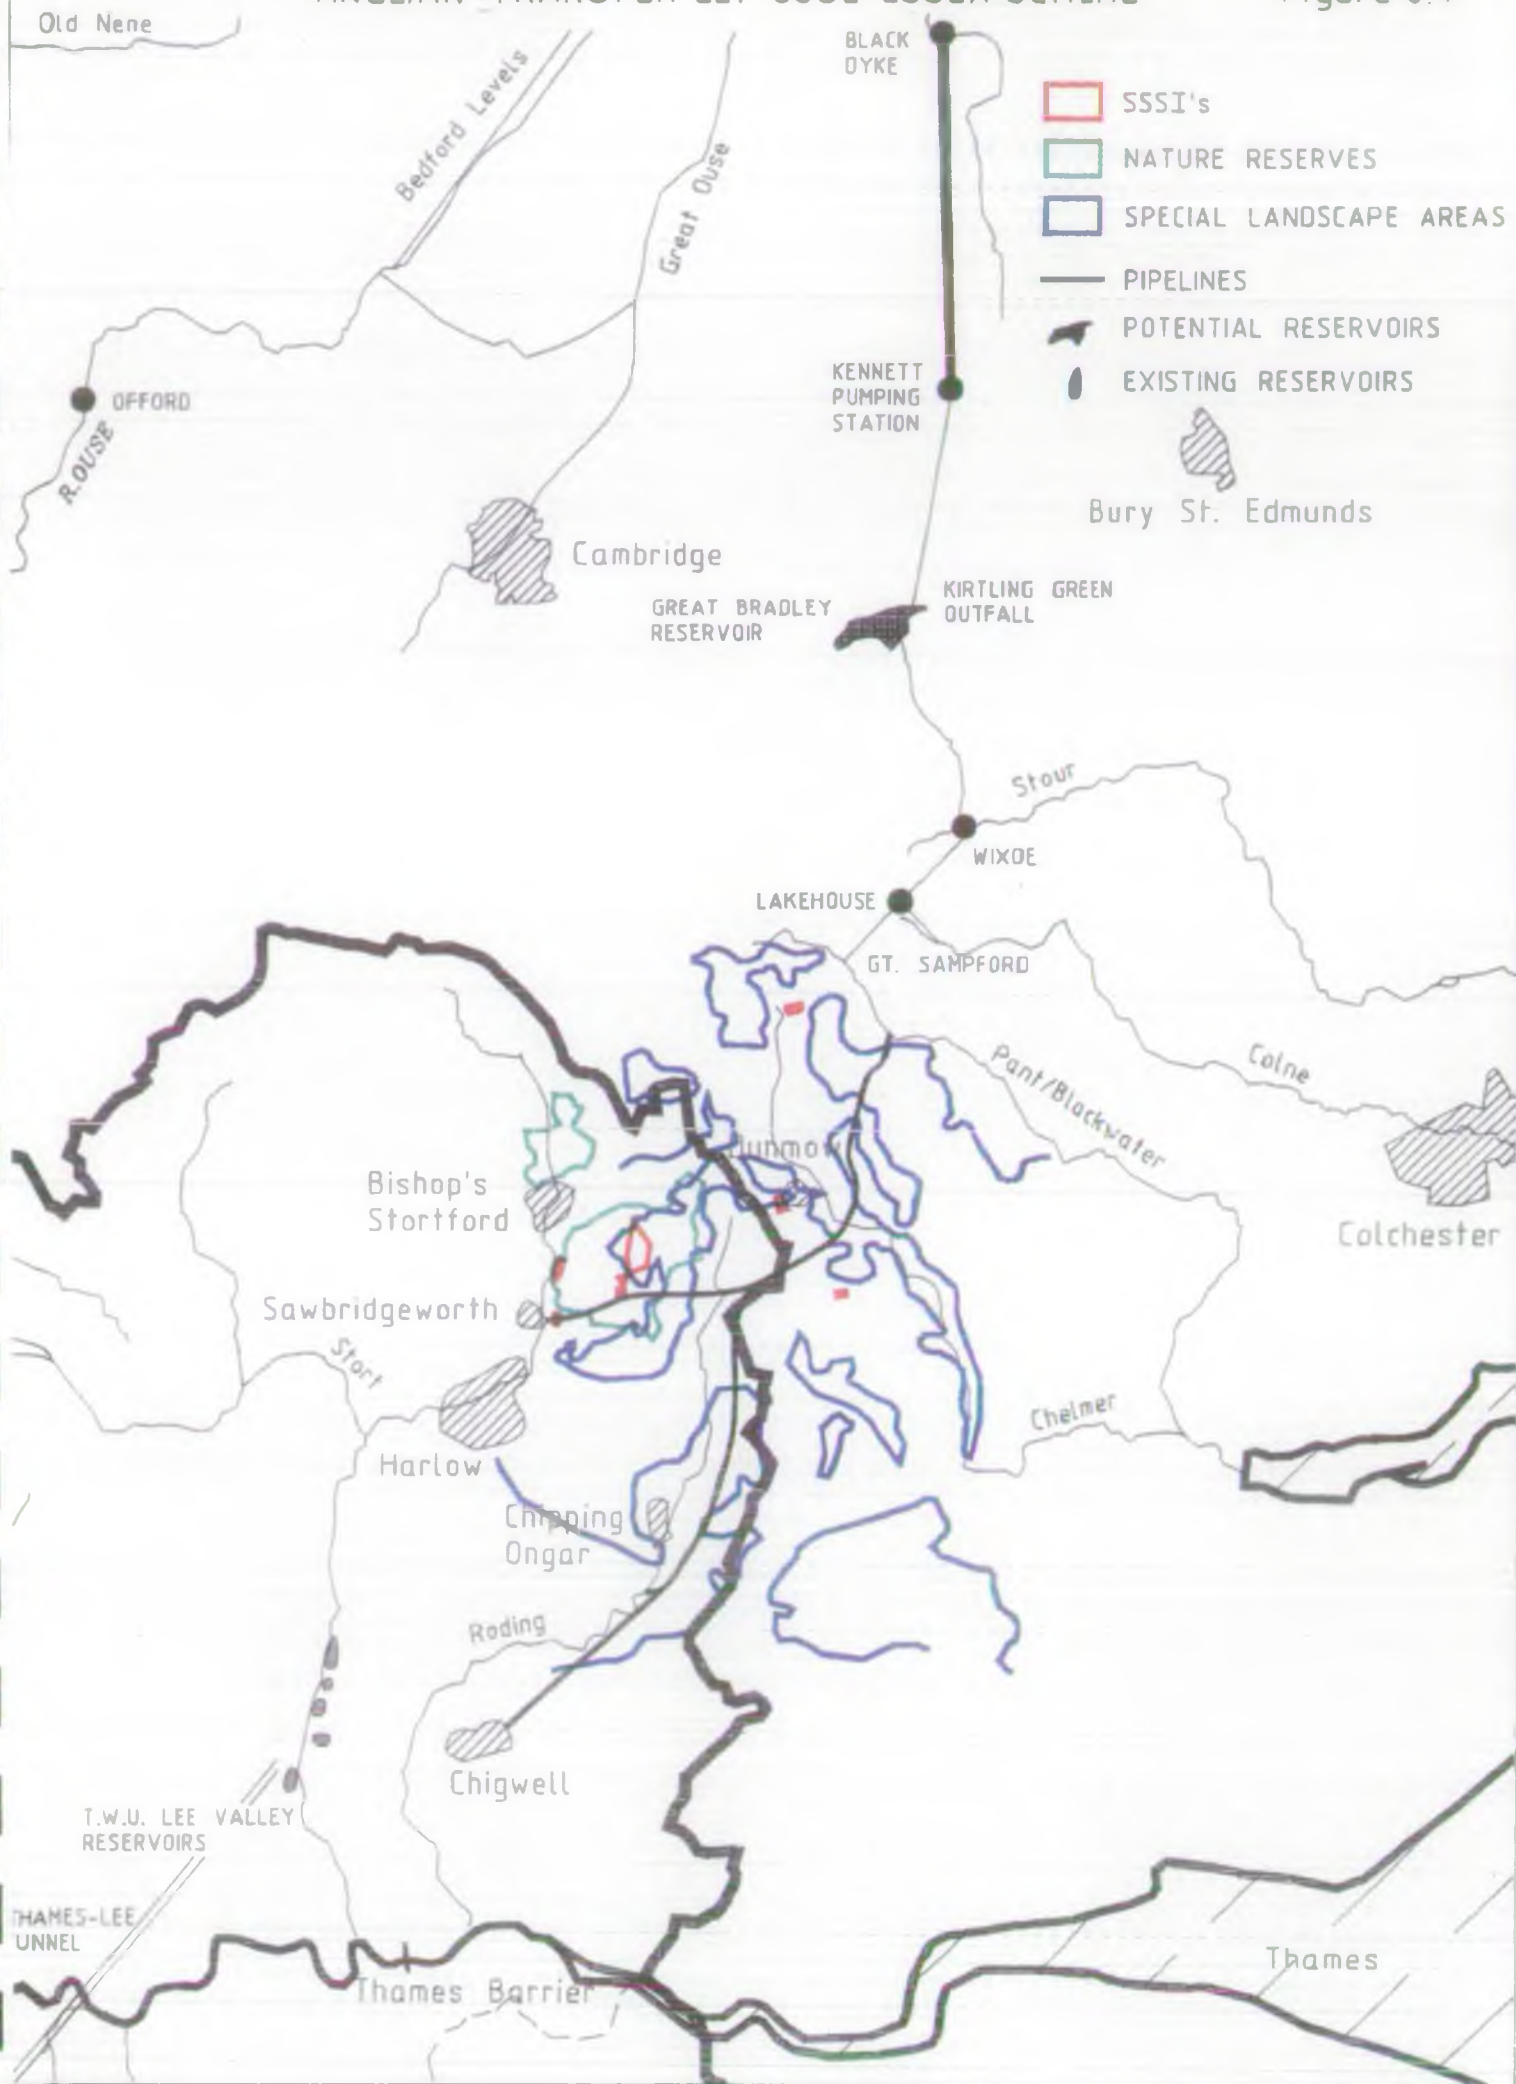 Old Nene
Bedford Levels
Great Ouse
BLACK
DYKE
SSSI's
NATURE RESERVES
SPECIAL LANDSCAPE AREAS
PIPELINES
POTENTIAL RESERVOIRS
EXISTING RESERVOIRS
KENNETT
PUMPING
STATION
OFFORD
R.OUSE
Bury St. Edmunds
Cambridge
KIRTLING GREEN
OUTFALL
GREAT BRADLEY
RESERVOIR
Stour
WIXOE
LAKEHOUSE
GT. SAMPFORD
Pant/Blackwater
Colne
Dunmow
Bishop's
Stortford
Colchester
Sawbridgeworth
Stort
Harlow
Chelmer
Chipping
Ongar
Roding
Chigwell
T.W.U. LEE VALLEY
RESERVOIRS
HAMES-LEE
UNNEL
Thames Barrier
Thames